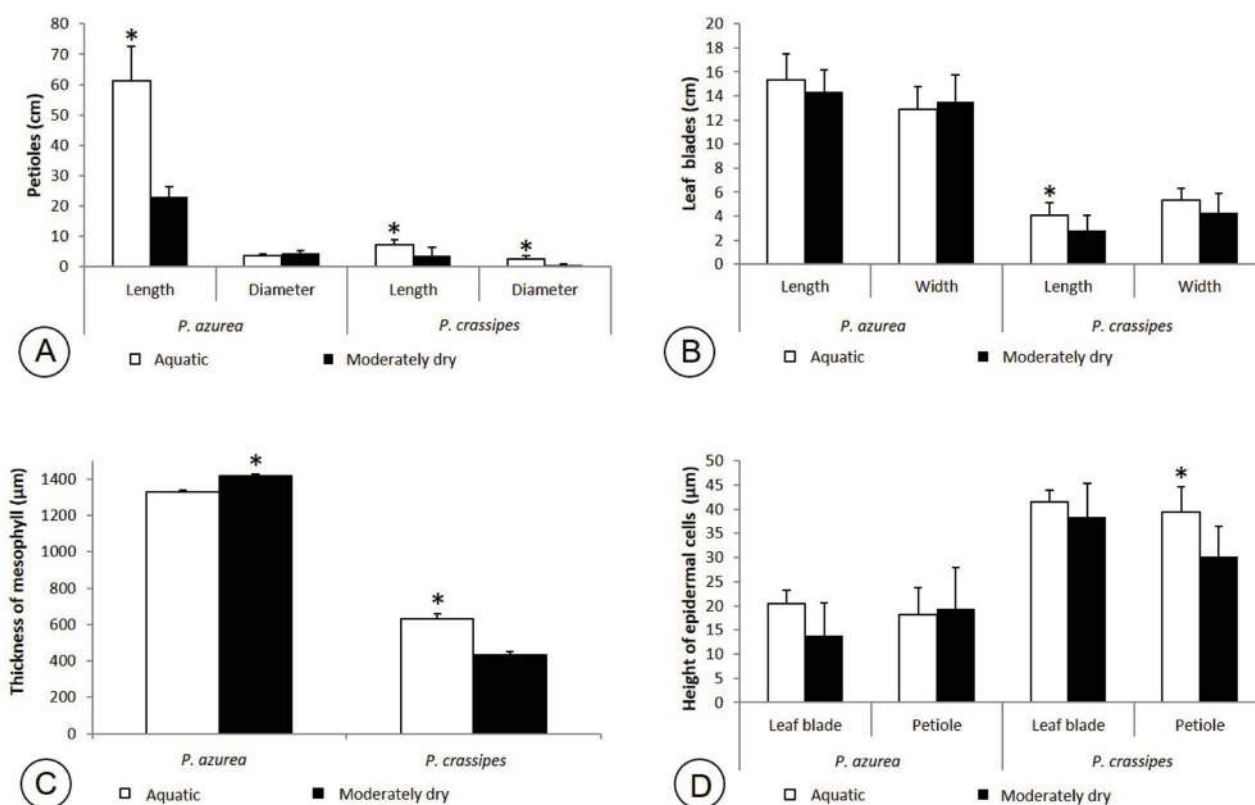 Petioles (cm)
80
70
60
50
40
30
20
10
0
*
*
*
Length Diameter Length Diameter
P. azurea P. crassipes
A
Aquatic Moderately dry
Leaf blades (cm)
20
18
16
14
12
10
8
6
4
2
0
*
Length Width Length Width
P. azurea P. crassipes
B
Aquatic Moderately dry
Thickness of mesophyll (µm)
1400
1200
1000
800
600
400
200
0
*
*
P. azurea P. crassipes
C
Aquatic Moderately dry
Height of epidermal cells (µm)
50
45
40
35
30
25
20
15
10
5
0
*
Leaf blade Petiole Leaf blade Petiole
P. azurea P. crassipes
D
Aquatic Moderately dry